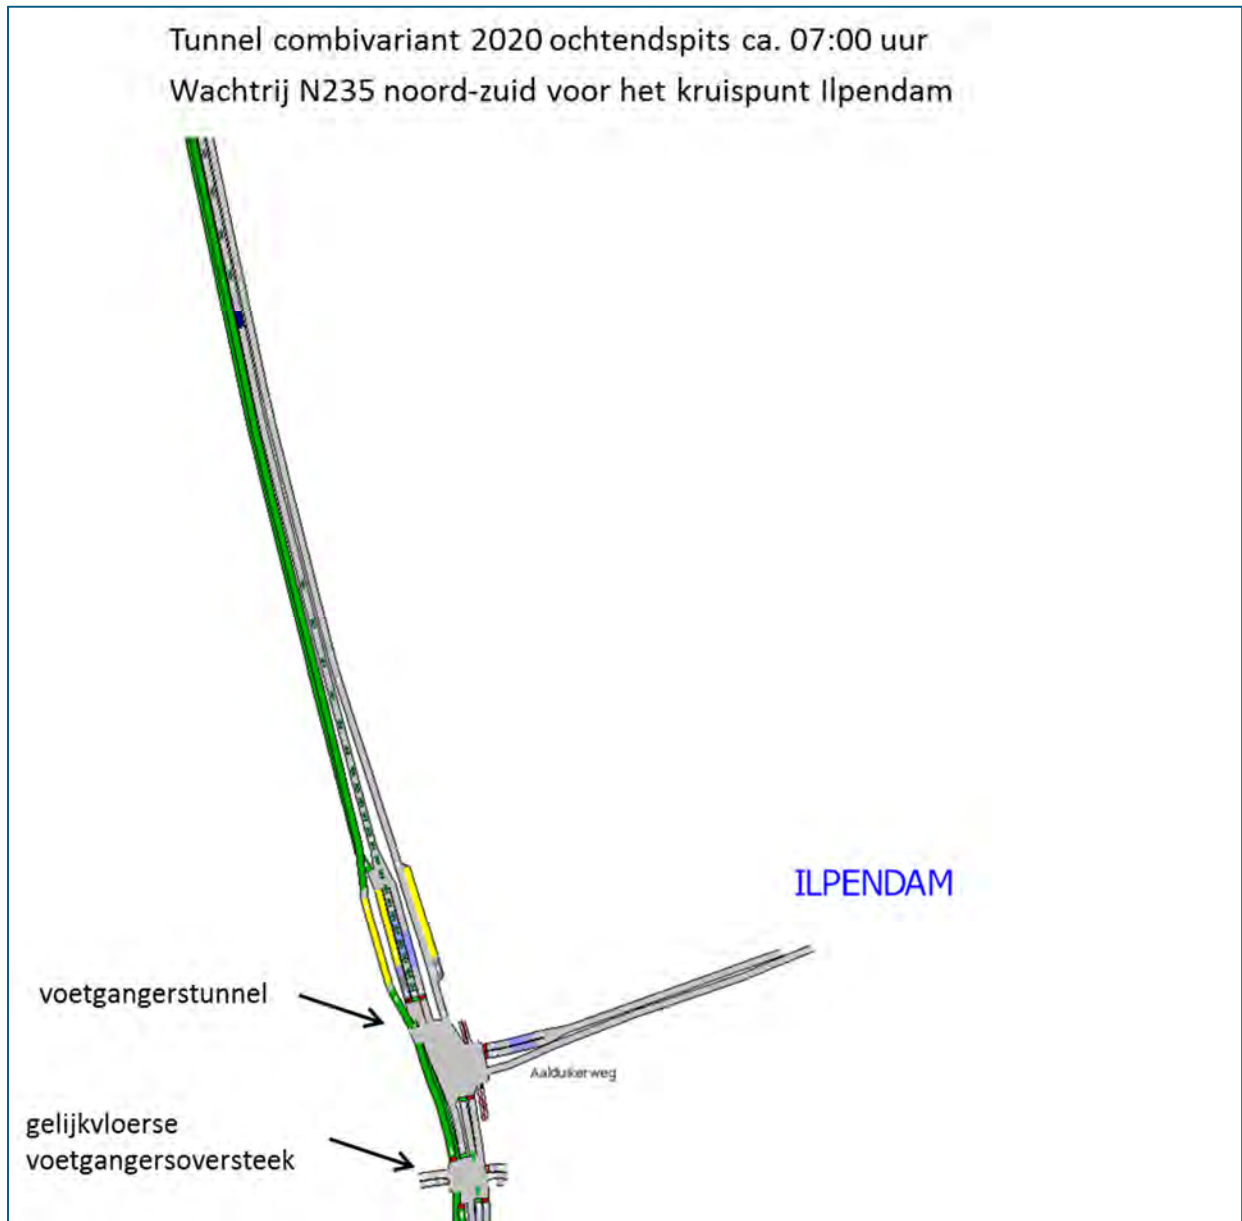 Tunnel combivariant 2020 ochtendspits ca. 07:00 uur
Wachtrij N235 noord-zuid voor het kruispunt Ilpendam
ILPENDAM
voetgangerstunnel
Aalduikerweg
gelijkvloerse
voetgangersoversteek